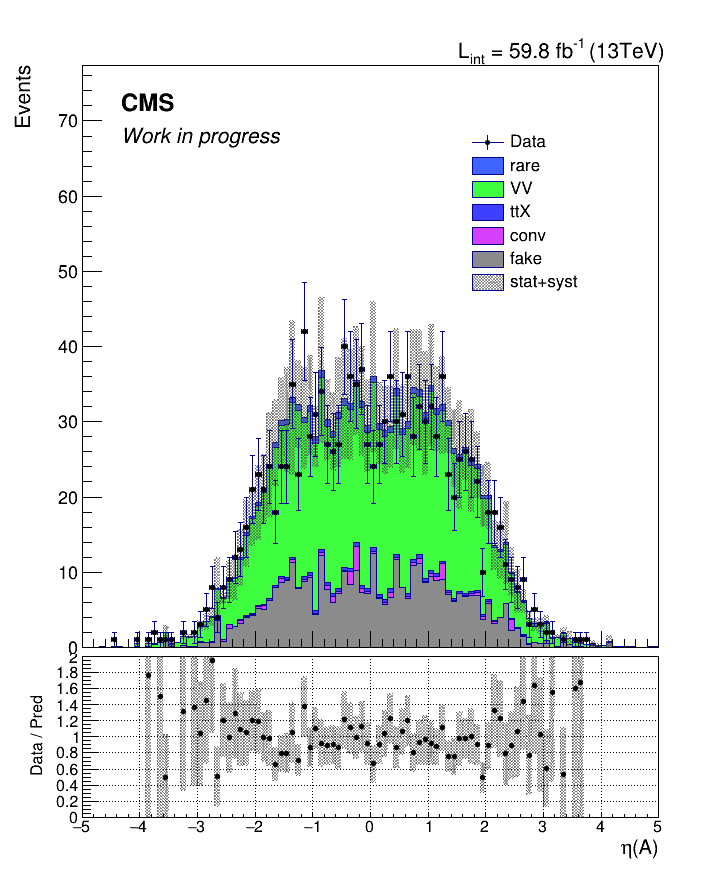 L_int = 59.8 fb^-1 (13TeV)
Events
CMS
Work in progress
Data
rare
VV
ttX
conv
fake
stat+syst
70
60
50
40
30
20
10
0
2
1.8
1.6
1.4
1.2
1
0.8
0.6
0.4
0.2
0
Data / Pred
−5 −4 −3 −2 −1 0 1 2 3 4 5
η(A)